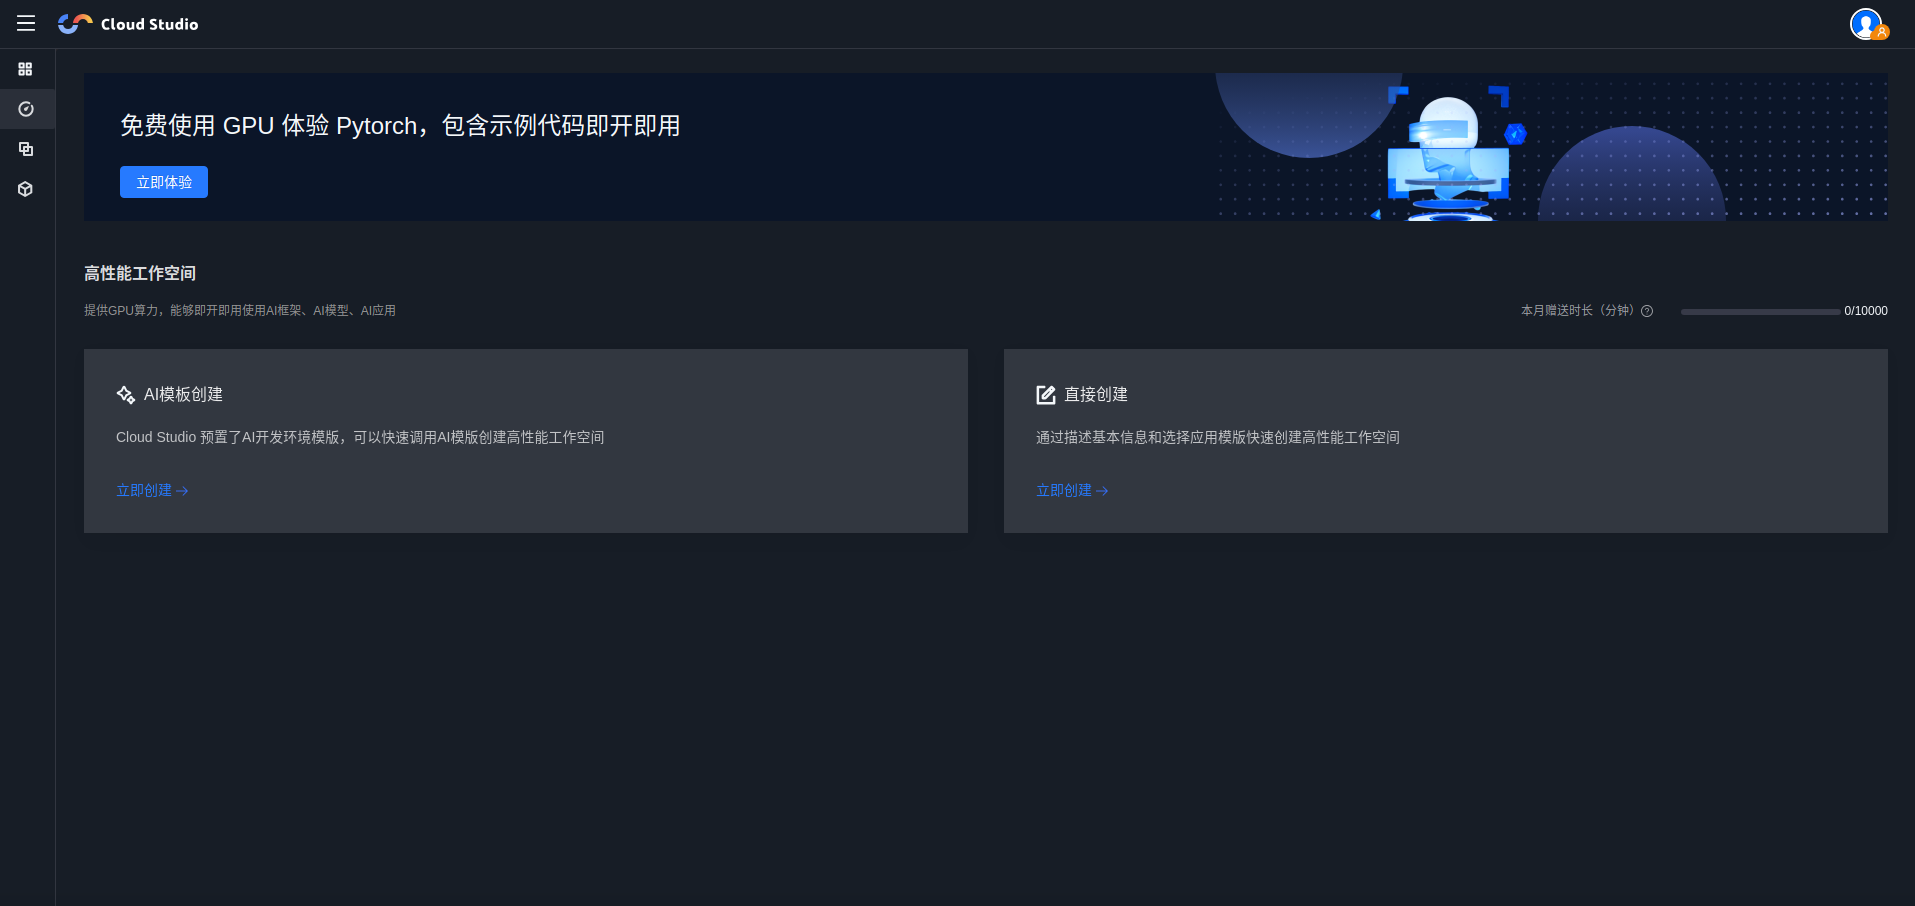 Cloud Studio
免费使用 GPU 体验 Pytorch，包含示例代码即开即用
立即体验
高性能工作空间
提供GPU算力，能够即开即用使用AI框架、AI模型、AI应用
本月赠送时长（分钟） 0/10000
AI模板创建
Cloud Studio 预置了AI开发环境模版，可以快速调用AI模版创建高性能工作空间
立即创建
直接创建
通过描述基本信息和选择应用模版快速创建高性能工作空间
立即创建